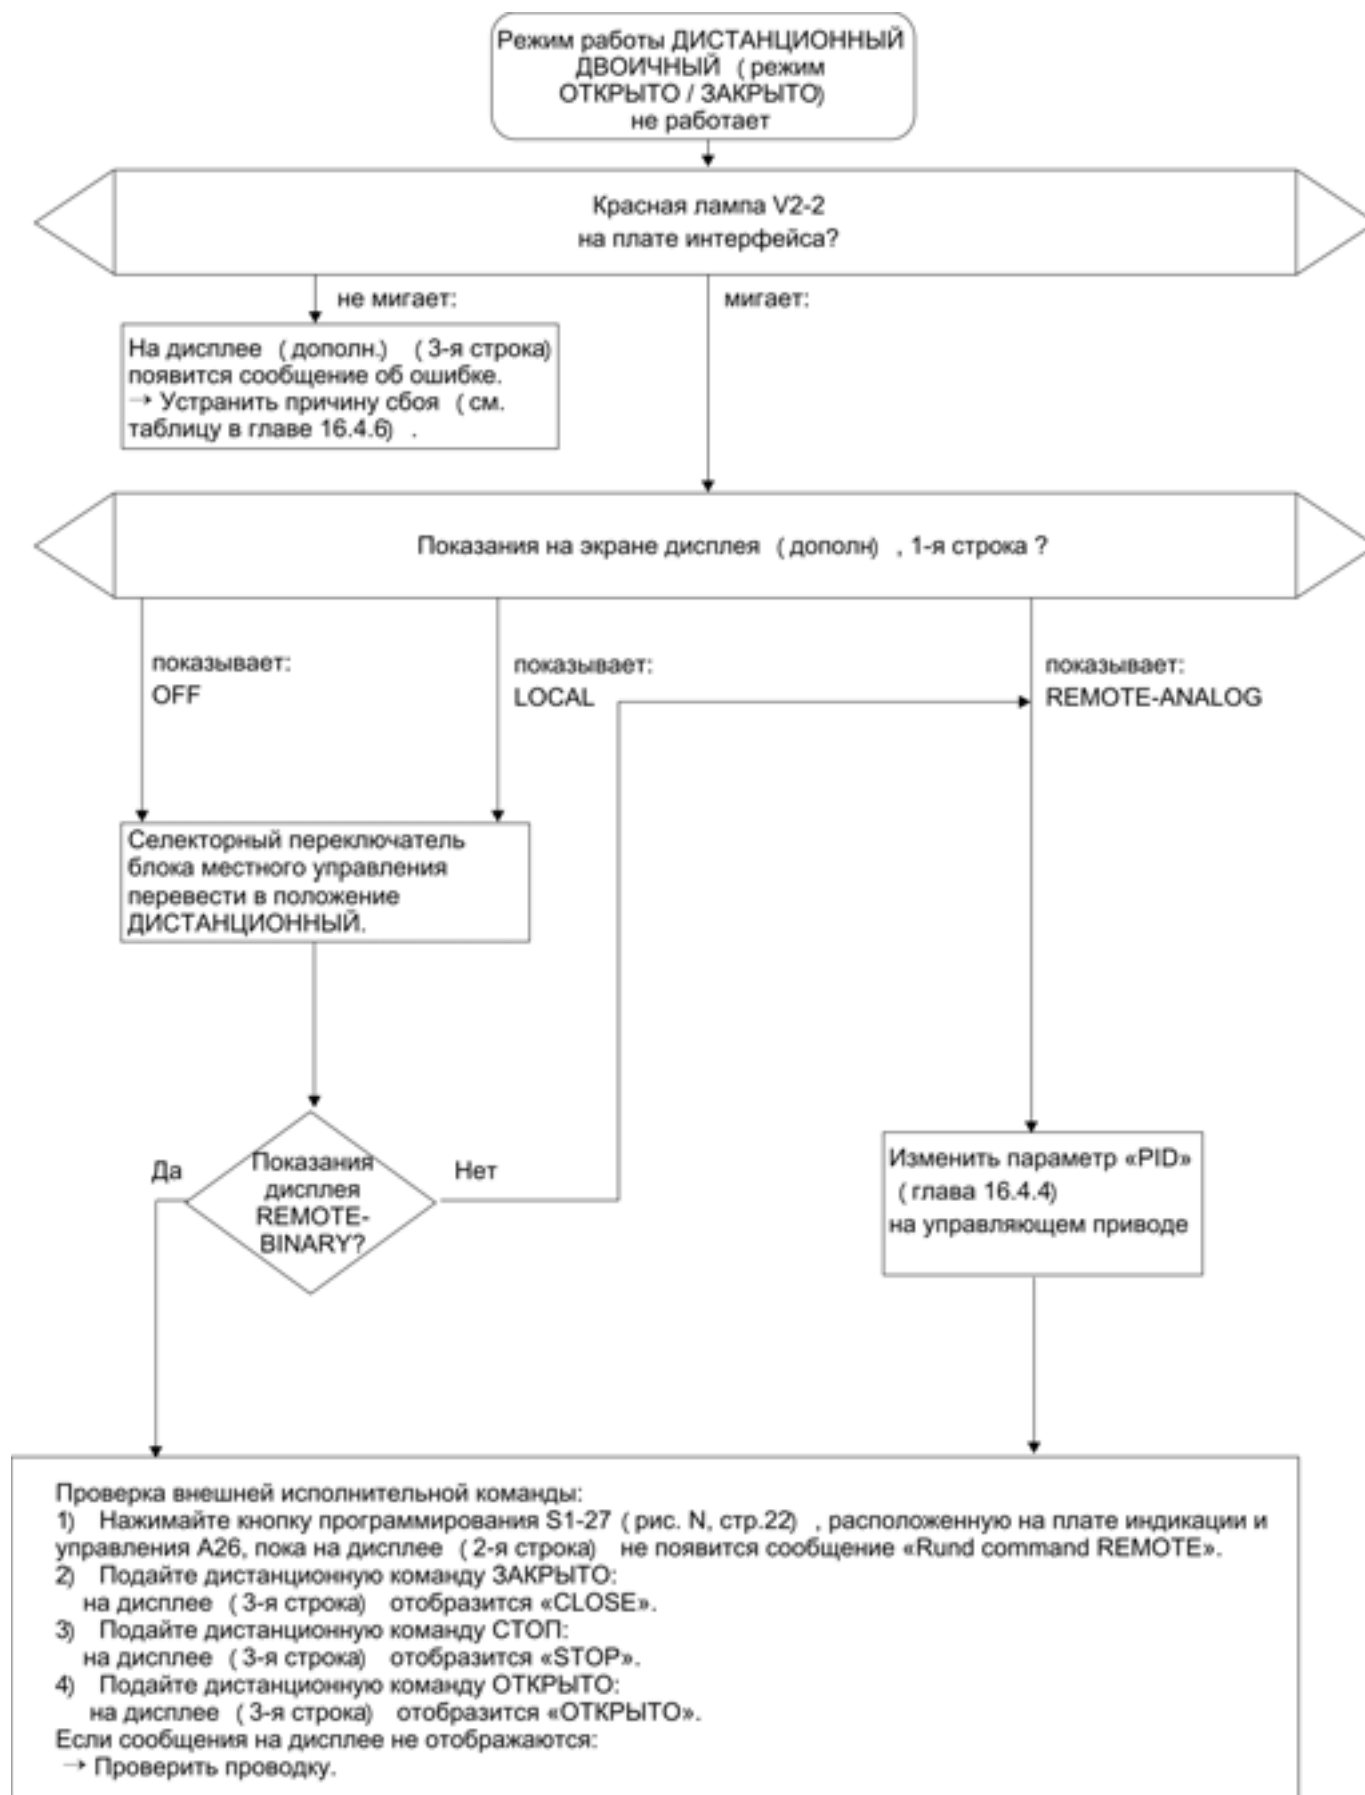 Режим работы ДИСТАНЦИОННЫЙ
ДВОИЧНЫЙ ( режим
ОТКРЫТО / ЗАКРЫТО)
не работает
Красная лампа V2-2
на плате интерфейса?
не мигает:
мигает:
На дисплее ( дополн.) ( 3-я строка)
появится сообщение об ошибке.
→ Устранить причину сбоя ( см.
таблицу в главе 16.4.6) .
Показания на экране дисплея ( дополн) , 1-я строка ?
показывает:
OFF
показывает:
LOCAL
показывает:
REMOTE-ANALOG
Селекторный переключатель
блока местного управления
перевести в положение
ДИСТАНЦИОННЫЙ.
Да
Показания
дисплея
REMOTE-
BINARY?
Нет
Изменить параметр «PID»
( глава 16.4.4)
на управляющем приводе
Проверка внешней исполнительной команды:
1) Нажимайте кнопку программирования S1-27 ( рис. N, стр.22) , расположенную на плате индикации и
управления A26, пока на дисплее ( 2-я строка) не появится сообщение «Rund command REMOTE».
2) Подайте дистанционную команду ЗАКРЫТО:
на дисплее ( 3-я строка) отобразится «CLOSE».
3) Подайте дистанционную команду СТОП:
на дисплее ( 3-я строка) отобразится «STOP».
4) Подайте дистанционную команду ОТКРЫТО:
на дисплее ( 3-я строка) отобразится «ОТКРЫТО».
Если сообщения на дисплее не отображаются:
→ Проверить проводку.